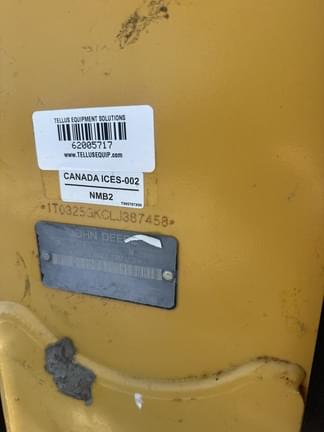 TELLUS EQUIPMENT SOLUTIONS
62005717
WWW.TELLUSEQUIP.com
CANADA ICES-002
NMB2
*1T0325GKCLJ387458*
JOHN DEERE